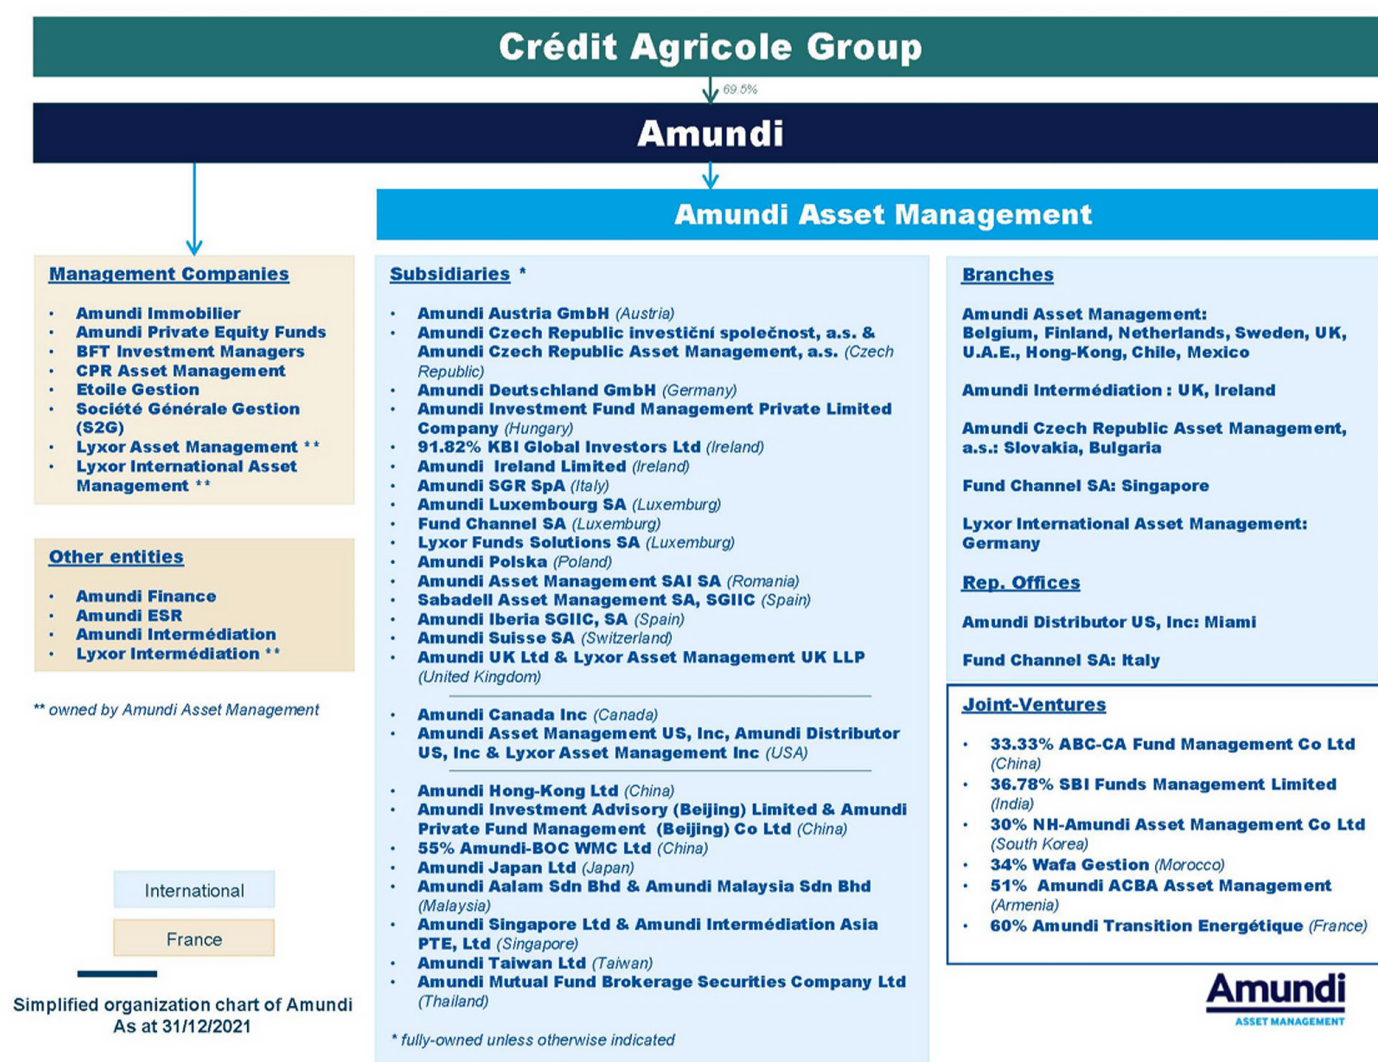 Crédit Agricole Group
69.5%
Amundi
Amundi Asset Management
Management Companies
• Amundi Immobilier
• Amundi Private Equity Funds
• BFT Investment Managers
• CPR Asset Management
• Etoile Gestion
• Société Générale Gestion
(S2G)
• Lyxor Asset Management **
• Lyxor International Asset
Management **
Other entities
• Amundi Finance
• Amundi ESR
• Amundi Intermédiation
• Lyxor Intermédiation **
** owned by Amundi Asset Management
International
France
Simplified organization chart of Amundi
As at 31/12/2021
Subsidiaries *
• Amundi Austria GmbH (Austria)
• Amundi Czech Republic investiční společnost, a.s. &
Amundi Czech Republic Asset Management, a.s. (Czech
Republic)
• Amundi Deutschland GmbH (Germany)
• Amundi Investment Fund Management Private Limited
Company (Hungary)
• 91.82% KBI Global Investors Ltd (Ireland)
• Amundi Ireland Limited (Ireland)
• Amundi SGR SpA (Italy)
• Amundi Luxembourg SA (Luxemburg)
• Fund Channel SA (Luxemburg)
• Lyxor Funds Solutions SA (Luxemburg)
• Amundi Polska (Poland)
• Amundi Asset Management SAI SA (Romania)
• Sabadell Asset Management SA, SGIIC (Spain)
• Amundi Iberia SGIIC, SA (Spain)
• Amundi Suisse SA (Switzerland)
• Amundi UK Ltd & Lyxor Asset Management UK LLP
(United Kingdom)
• Amundi Canada Inc (Canada)
• Amundi Asset Management US, Inc, Amundi Distributor
US, Inc & Lyxor Asset Management Inc (USA)
• Amundi Hong-Kong Ltd (China)
• Amundi Investment Advisory (Beijing) Limited & Amundi
Private Fund Management (Beijing) Co Ltd (China)
• 55% Amundi-BOC WMC Ltd (China)
• Amundi Japan Ltd (Japan)
• Amundi Aalam Sdn Bhd & Amundi Malaysia Sdn Bhd
(Malaysia)
• Amundi Singapore Ltd & Amundi Intermédiation Asia
PTE, Ltd (Singapore)
• Amundi Taiwan Ltd (Taiwan)
• Amundi Mutual Fund Brokerage Securities Company Ltd
(Thailand)
* fully-owned unless otherwise indicated
Branches
Amundi Asset Management:
Belgium, Finland, Netherlands, Sweden, UK,
U.A.E., Hong-Kong, Chile, Mexico
Amundi Intermédiation : UK, Ireland
Amundi Czech Republic Asset Management,
a.s.: Slovakia, Bulgaria
Fund Channel SA: Singapore
Lyxor International Asset Management:
Germany
Rep. Offices
Amundi Distributor US, Inc: Miami
Fund Channel SA: Italy
Joint-Ventures
• 33.33% ABC-CA Fund Management Co Ltd
(China)
• 36.78% SBI Funds Management Limited
(India)
• 30% NH-Amundi Asset Management Co Ltd
(South Korea)
• 34% Wafa Gestion (Morocco)
• 51% Amundi ACBA Asset Management
(Armenia)
• 60% Amundi Transition Energétique (France)
Amundi
ASSET MANAGEMENT